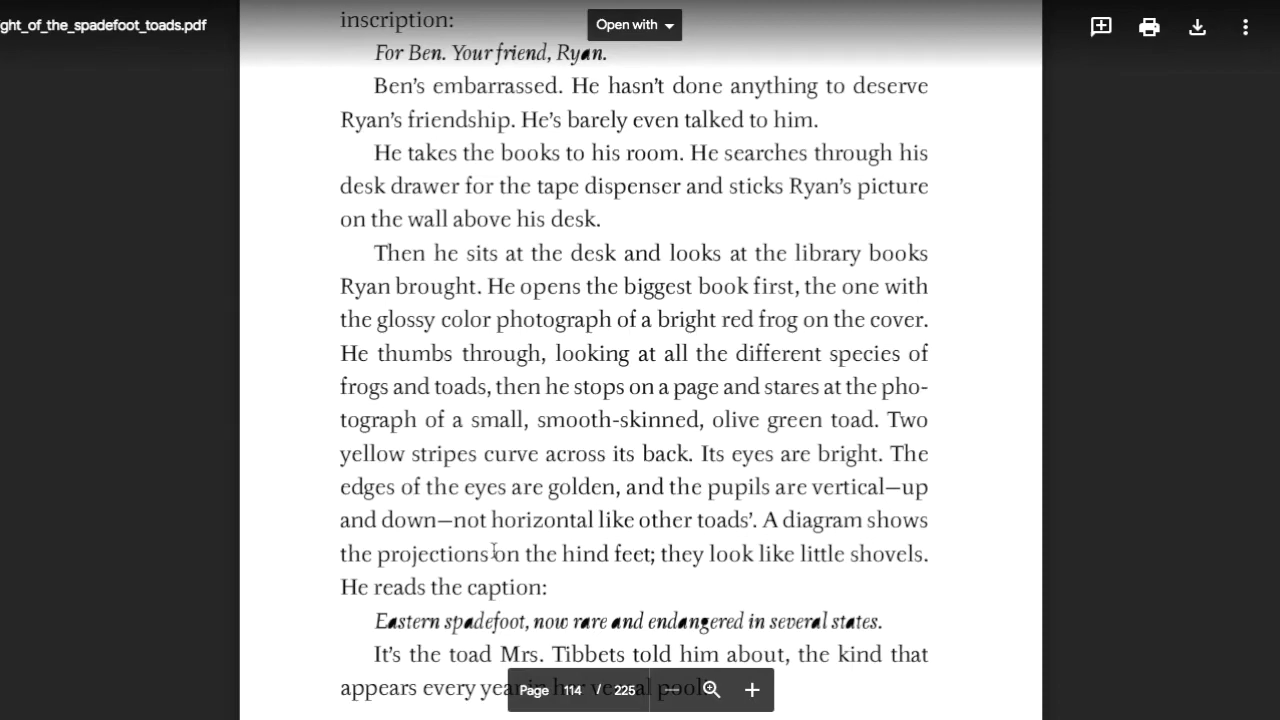 ght_of_the_spadefoot_toads.pdf
Open with
inscription:
For Ben. Your friend, Ryan.
Ben's embarrassed. He hasn't done anything to deserve
Ryan's friendship. He's barely even talked to him.
He takes the books to his room. He searches through his
desk drawer for the tape dispenser and sticks Ryan's picture
on the wall above his desk.
Then he sits at the desk and looks at the library books
Ryan brought. He opens the biggest book first, the one with
the glossy color photograph of a bright red frog on the cover.
He thumbs through, looking at all the different species of
frogs and toads, then he stops on a page and stares at the pho-
tograph of a small, smooth-skinned, olive green toad. Two
yellow stripes curve across its back. Its eyes are bright. The
edges of the eyes are golden, and the pupils are vertical—up
and down—not horizontal like other toads'. A diagram shows
the projections on the hind feet; they look like little shovels.
He reads the caption:
Eastern spadefoot, now rare and endangered in several states.
It's the toad Mrs. Tibbets told him about, the kind that
appears every year in her vernal pool
Page 114 / 225